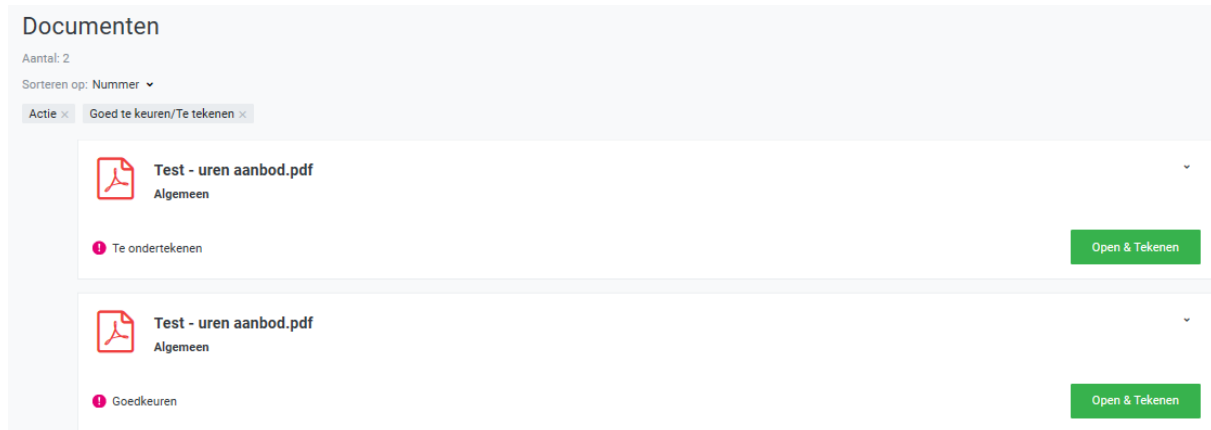 Documenten
Aantal: 2
Sorteren op: Nummer
Actie × Goed te keuren/Te tekenen ×
Test - uren aanbod.pdf
Algemeen
Te ondertekenen Open & Tekenen
Test - uren aanbod.pdf
Algemeen
Goedkeuren Open & Tekenen